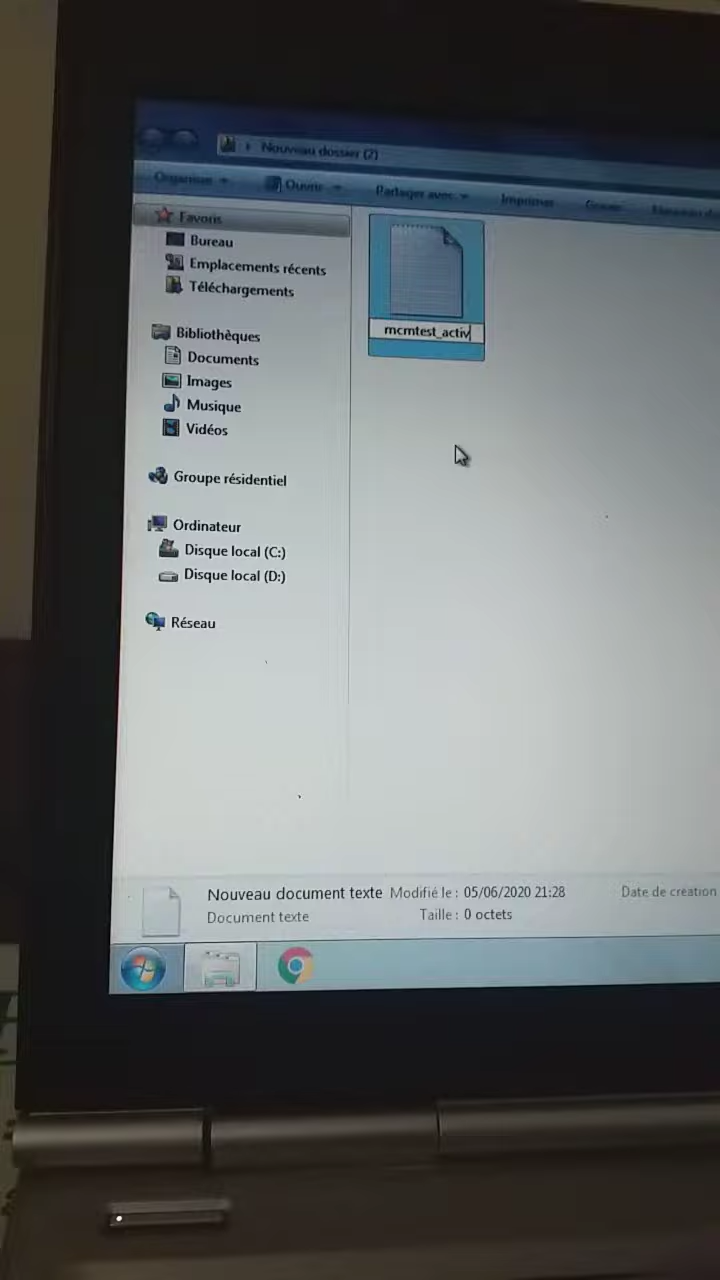 Nouveau dossier (2)
Organiser Ouvrir Partager avec Imprimer Graver
Favoris
Bureau
Emplacements récents
Téléchargements
mcmtest_activ
Bibliothèques
Documents
Images
Musique
Vidéos
Groupe résidentiel
Ordinateur
Disque local (C:)
Disque local (D:)
Réseau
Nouveau document texte Modifié le : 05/06/2020 21:28 Date de création
Document texte Taille : 0 octets